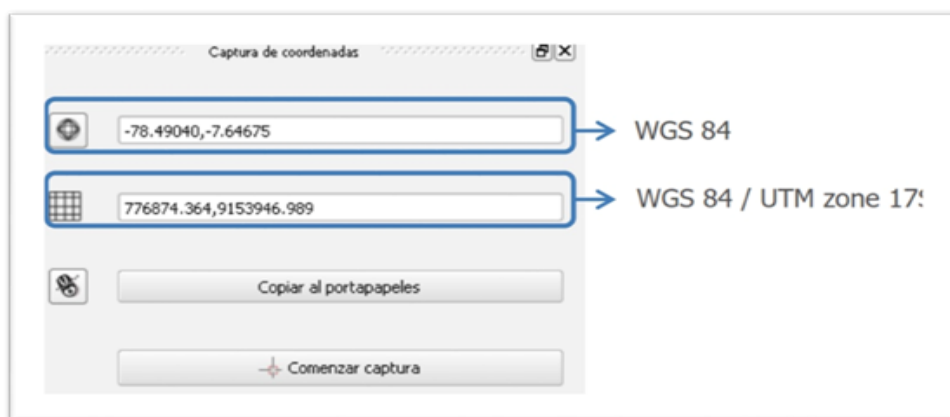 Captura de coordenadas
-78.49040,-7.64675
WGS 84
776874.364,9153946.989
WGS 84 / UTM zone 17
Copiar al portapapeles
Comenzar captura